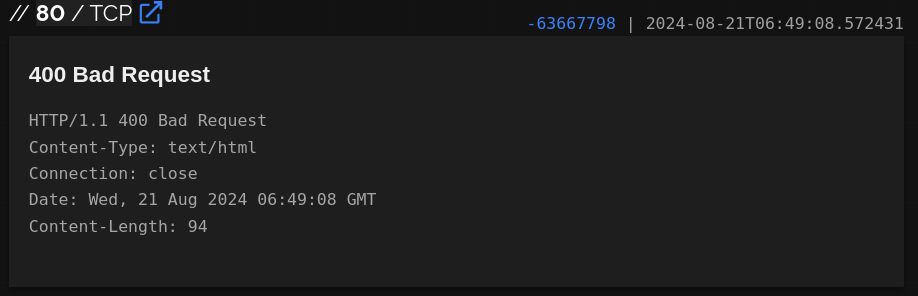 // 80 / TCP
-63667798 | 2024-08-21T06:49:08.572431
400 Bad Request
HTTP/1.1 400 Bad Request
Content-Type: text/html
Connection: close
Date: Wed, 21 Aug 2024 06:49:08 GMT
Content-Length: 94